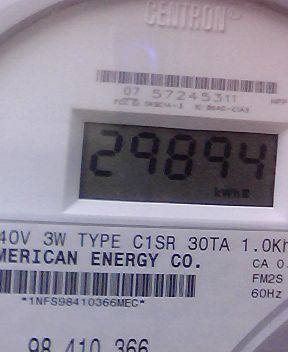 CENTRON®
07 57245311
29894
kWh
40V 3W TYPE C1SR 30TA 1.0Kh
MERICAN ENERGY CO.
CA 0.
FM2S
60Hz
*1NFS98410366MEC*
98 410 366